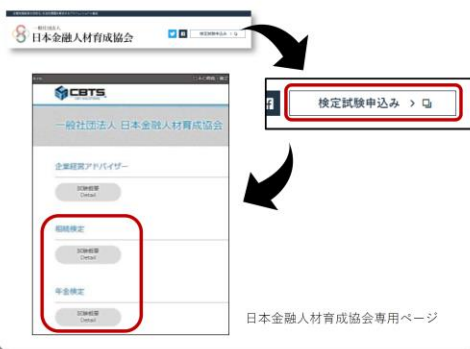 一般社団法人
日本金融人材育成協会
検定試験申込み
検定試験申込み >
CBTS
一般社団法人 日本金融人材育成協会
企業経営アドバイザー
試験概要
Detail
相続検定
試験概要
Detail
年金検定
試験概要
Detail
日本金融人材育成協会専用ページ